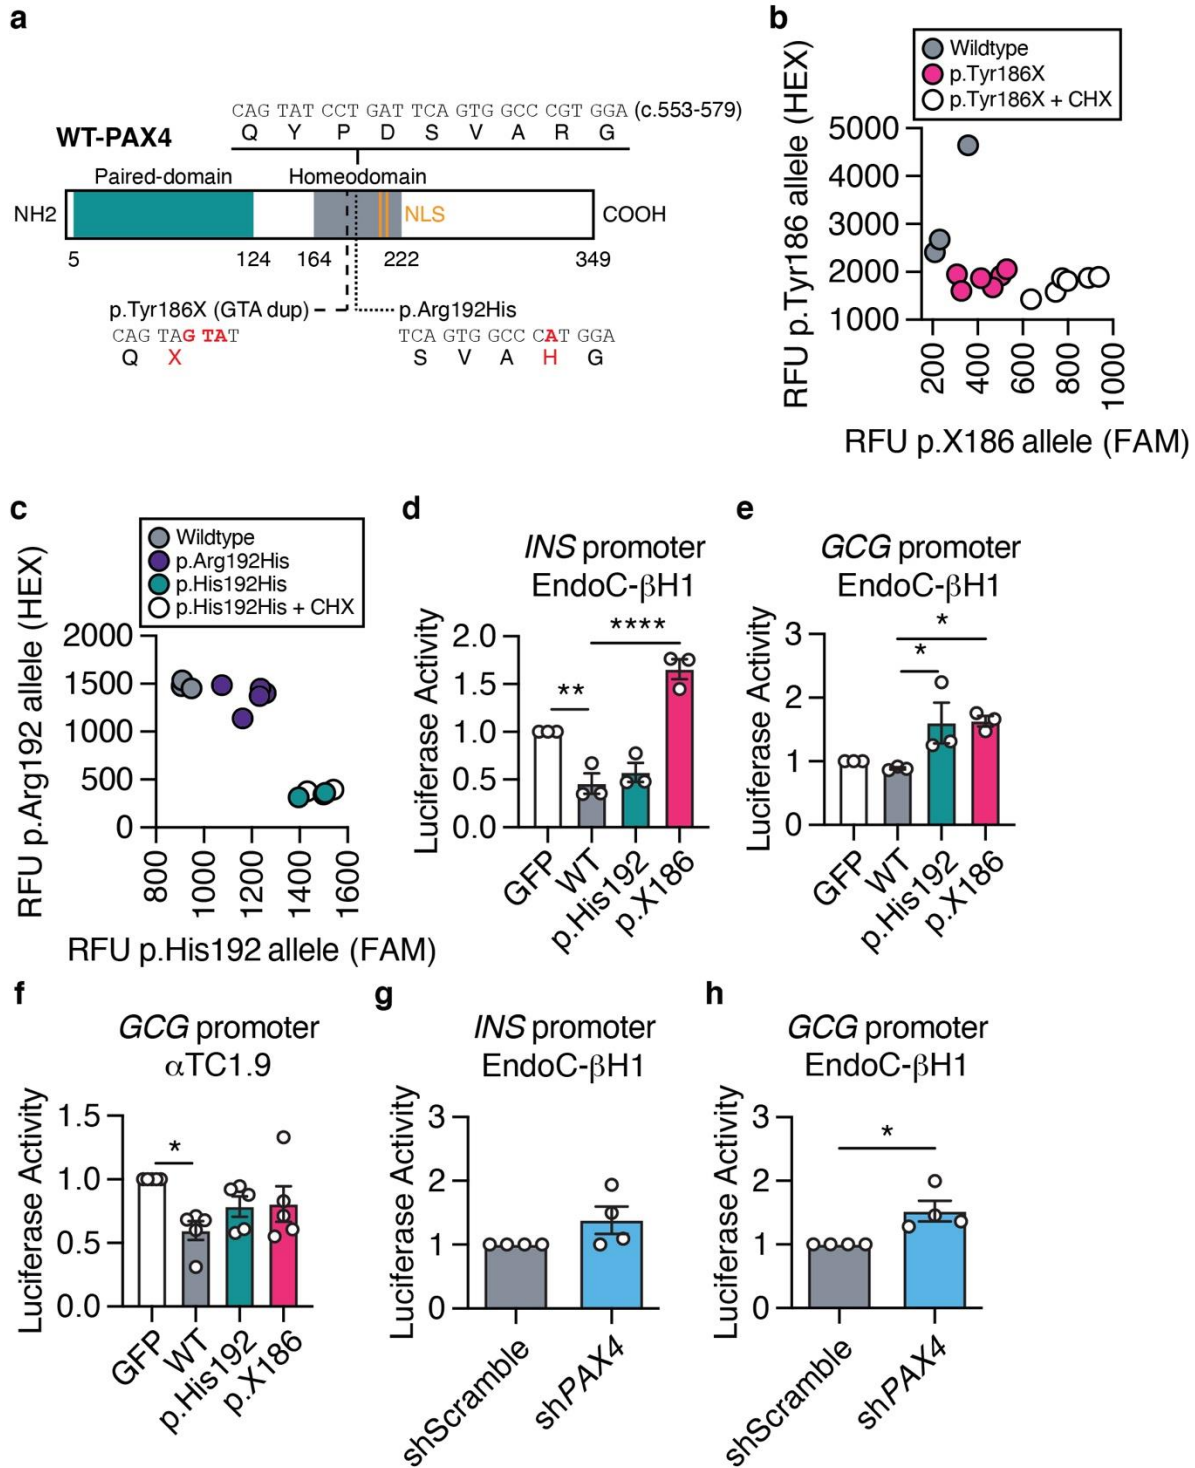 a
CAG TAT CCT GAT TCA GTG GCC CGT GGA (c.553-579)
Q Y P D S V A R G
WT-PAX4
Paired-domain
Homeodomain
NH2
NLS
COOH
5
124
164
222
349
p.Tyr186X (GTA dup)
p.Arg192His
CAG TAG TAT
Q X
TCA GTG GCC CAT GGA
S V A H G
b
Wildtype
p.Tyr186X
p.Tyr186X + CHX
RFU p.Tyr186 allele (HEX)
5000
4000
3000
2000
1000
200
400
600
800
1000
RFU p.X186 allele (FAM)
c
Wildtype
p.Arg192His
p.His192His
p.His192His + CHX
RFU p.Arg192 allele (HEX)
2000
1500
1000
500
0
800
1000
1200
1400
1600
RFU p.His192 allele (FAM)
d
INS promoter
EndoC-βH1
Luciferase Activity
2.0
1.5
1.0
0.5
0.0
**
****
GFP
WT
p.His192
p.X186
e
GCG promoter
EndoC-βH1
Luciferase Activity
3
2
1
0
*
*
GFP
WT
p.His192
p.X186
f
GCG promoter
αTC1.9
Luciferase Activity
1.5
1.0
0.5
0.0
*
GFP
WT
p.His192
p.X186
g
INS promoter
EndoC-βH1
Luciferase Activity
3
2
1
0
shScramble
shPAX4
h
GCG promoter
EndoC-βH1
Luciferase Activity
3
2
1
0
*
shScramble
shPAX4